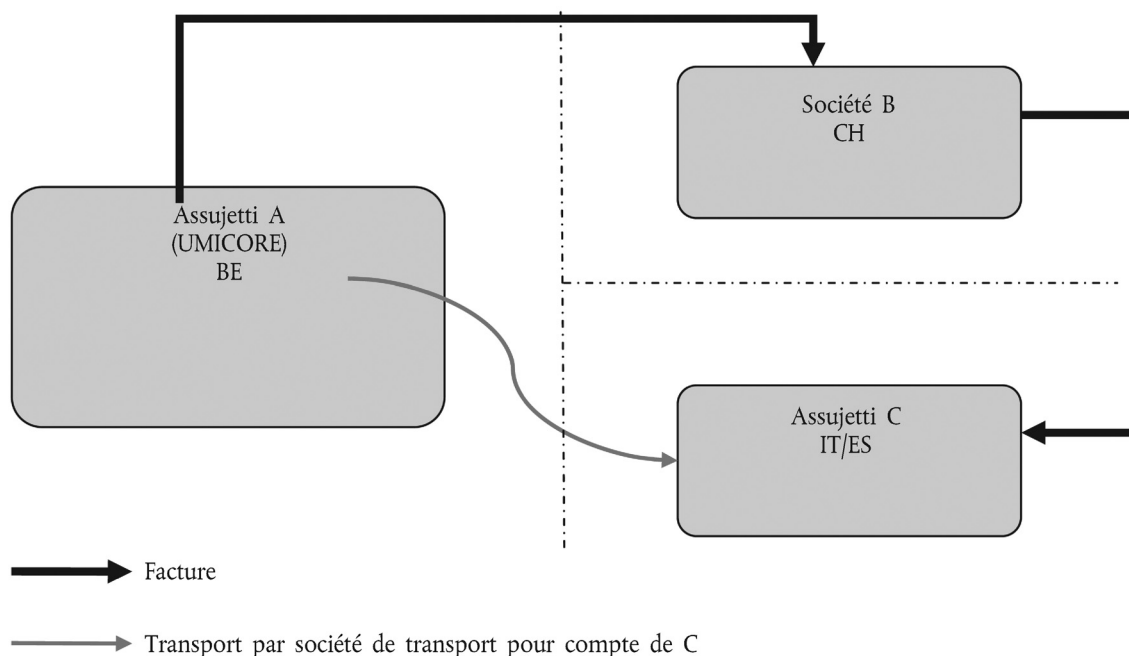 Société B
CH
Assujetti A
(UMICORE)
BE
Assujetti C
IT/ES
Facture
Transport par société de transport pour compte de C